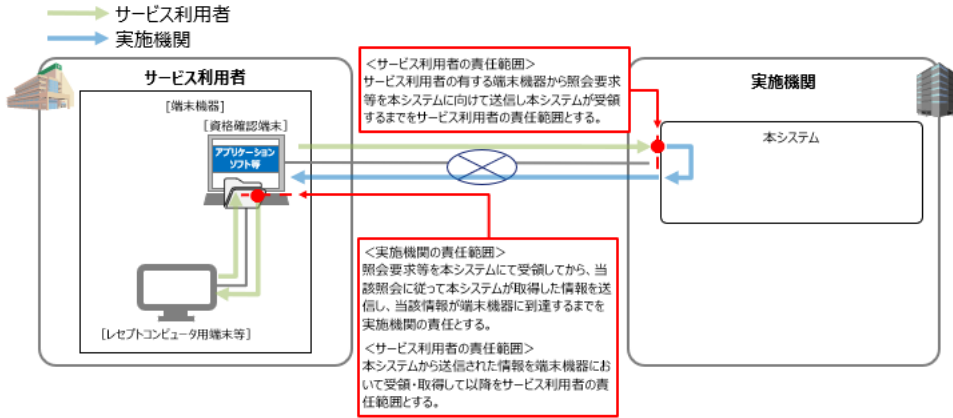 サービス利用者
実施機関
サービス利用者
[端末機器]
[資格確認端末]
アプリケーション
ソフト等
[レセプトコンピュータ用端末等]
＜サービス利用者の責任範囲＞
サービス利用者の有する端末機器から照会要求
等を本システムに向けて送信し本システムが受領
するまでをサービス利用者の責任範囲とする。
＜実施機関の責任範囲＞
照会要求等を本システムにて受領してから、当
該照会に従って本システムが取得した情報を送
信し、当該情報が端末機器に到達するまでを
実施機関の責任とする。
＜サービス利用者の責任範囲＞
本システムから送信された情報を端末機器にお
いて受領・取得して以降をサービス利用者の責
任範囲とする。
実施機関
本システム